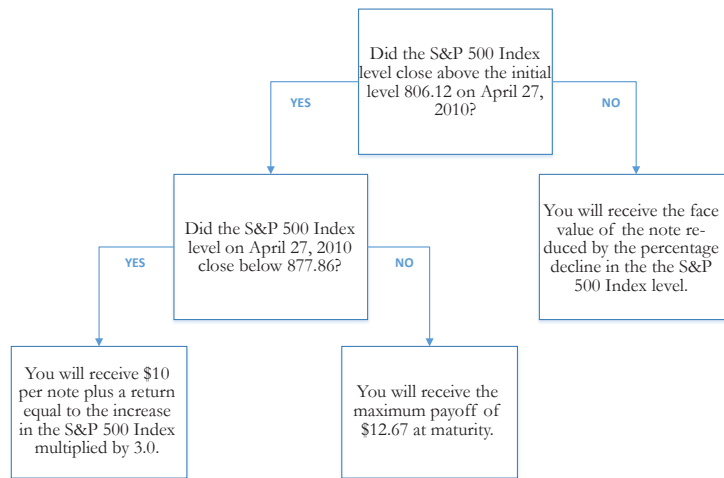 Did the S&P 500 Index
level close above the initial
level 806.12 on April 27,
2010?
YES
NO
Did the S&P 500 Index
level on April 27, 2010
close below 877.86?
You will receive the face
value of the note re-
duced by the percentage
decline in the the S&P
500 Index level.
YES
NO
You will receive $10
per note plus a return
equal to the increase
in the S&P 500 Index
multiplied by 3.0.
You will receive the
maximum payoff of
$12.67 at maturity.